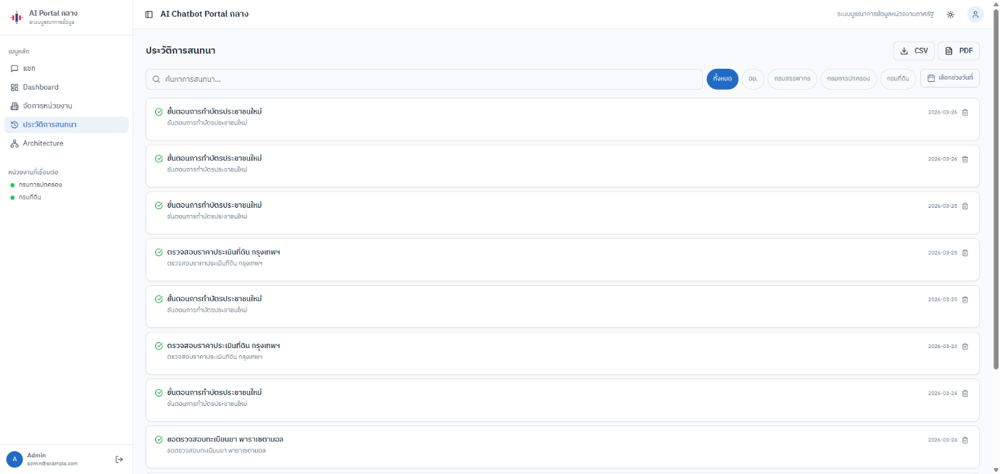 AI Portal กลาง
ระบบบูรณาการข้อมูล
เมนูหลัก
แชท
Dashboard
จัดการหน่วยงาน
ประวัติการสนทนา
Architecture
หน่วยงานที่เชื่อมต่อ
กรมการปกครอง
กรมที่ดิน
A
Admin
admin@example.com
AI Chatbot Portal กลาง
ระบบบูรณาการข้อมูลหน่วยงานภาครัฐ
ประวัติการสนทนา
CSV
PDF
ค้นหาการสนทนา...
ทั้งหมด
อย.
กรมสรรพากร
กรมการปกครอง
กรมที่ดิน
เลือกช่วงวันที่
ขั้นตอนการทำบัตรประชาชนใหม่
2026-03-26
ขั้นตอนการทำบัตรประชาชนใหม่
ขั้นตอนการทำบัตรประชาชนใหม่
2026-03-26
ขั้นตอนการทำบัตรประชาชนใหม่
ขั้นตอนการทำบัตรประชาชนใหม่
2026-03-25
ขั้นตอนการทำบัตรประชาชนใหม่
ตรวจสอบราคาประเมินที่ดิน กรุงเทพฯ
2026-03-25
ตรวจสอบราคาประเมินที่ดิน กรุงเทพฯ
ขั้นตอนการทำบัตรประชาชนใหม่
2026-03-25
ขั้นตอนการทำบัตรประชาชนใหม่
ตรวจสอบราคาประเมินที่ดิน กรุงเทพฯ
2026-03-24
ตรวจสอบราคาประเมินที่ดิน กรุงเทพฯ
ขั้นตอนการทำบัตรประชาชนใหม่
2026-03-24
ขั้นตอนการทำบัตรประชาชนใหม่
ขอตรวจสอบทะเบียนยา พาราเซตามอล
2026-03-24
ขอตรวจสอบทะเบียนยา พาราเซตามอล